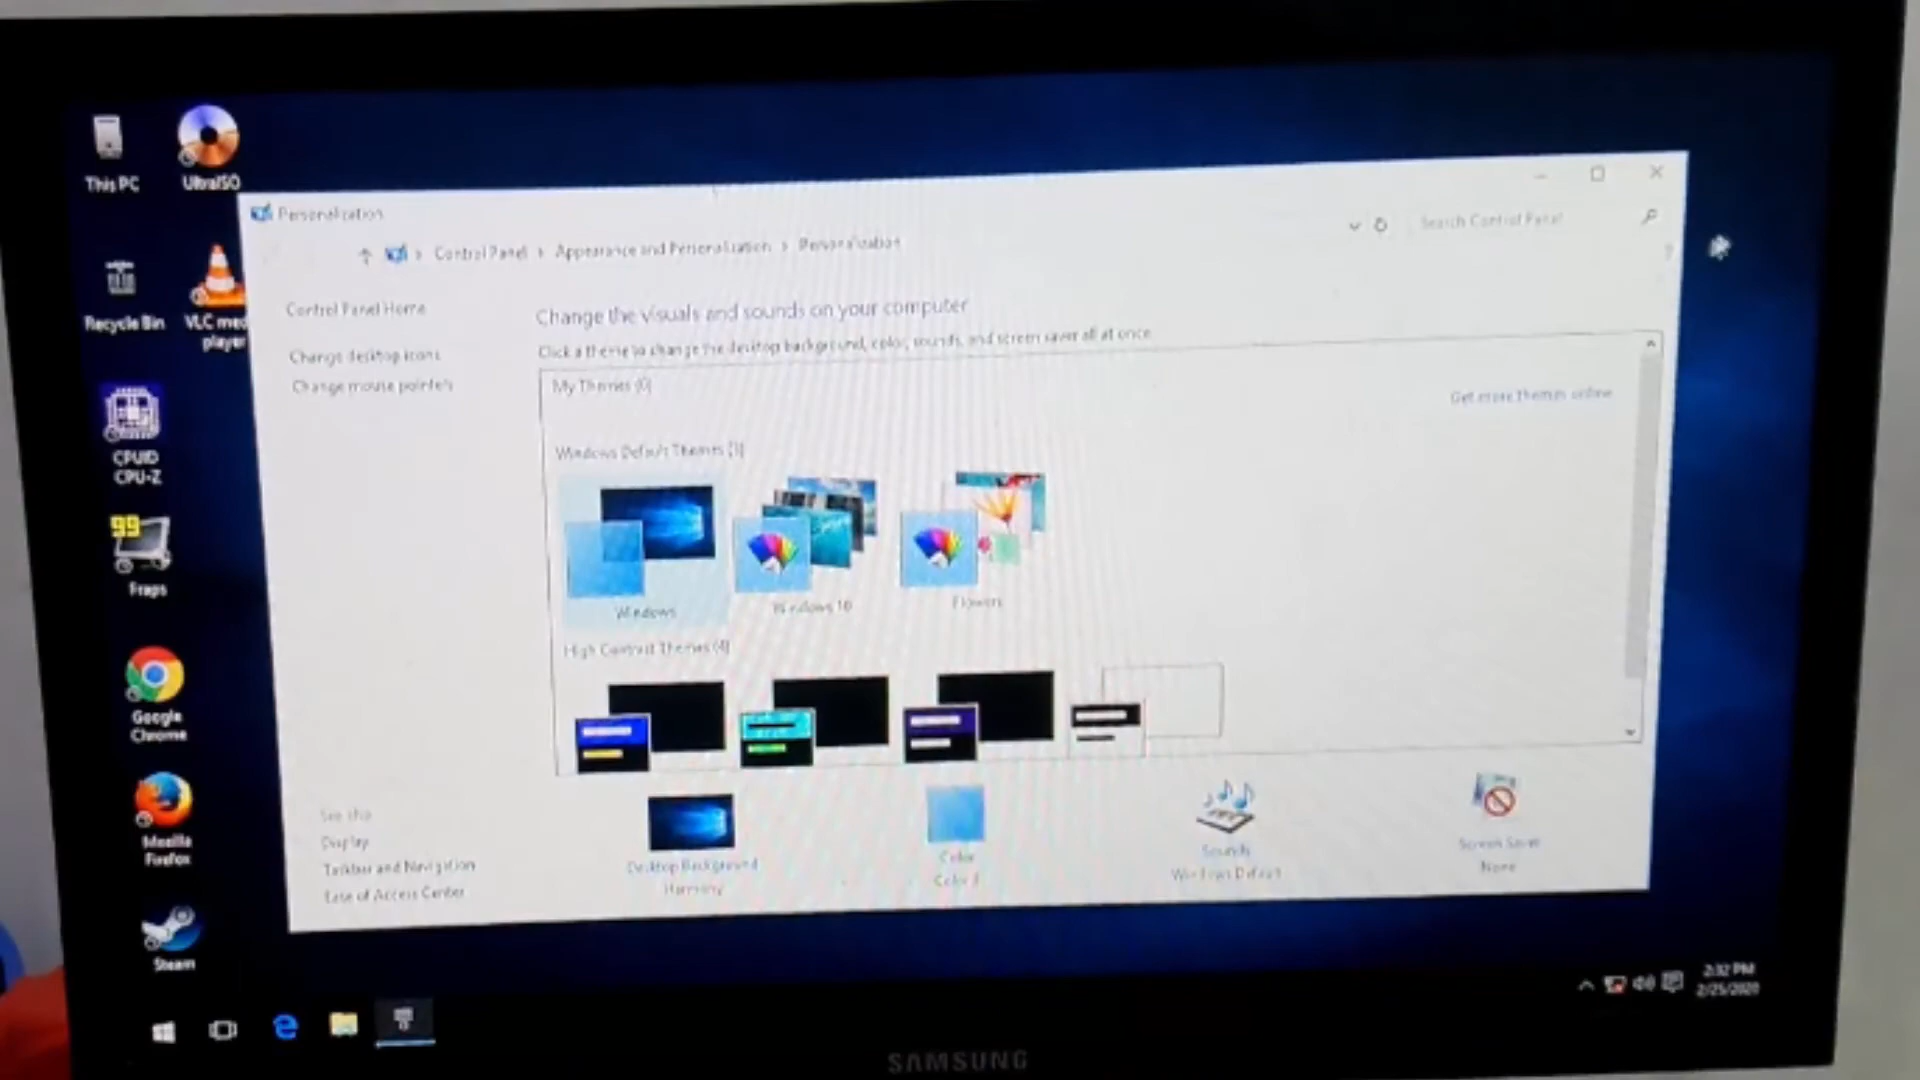 This PC
UltraISO
Recycle Bin
VLC med
player
CPUID
CPU-Z
99
Fraps
Google
Chrome
Mozilla
Firefox
Steam
Personalization
Control Panel › Appearance and Personalization › Personalization
Search Control Panel
Control Panel Home
Change desktop icons
Change mouse pointers
Change the visuals and sounds on your computer
Click a theme to change the desktop background, color, sounds, and screen saver all at once
My Themes (0)
Get more themes online
Windows Default Themes (3)
Windows
Windows 10
Flowers
High Contrast Themes (4)
See also
Display
Taskbar and Navigation
Ease of Access Center
Desktop Background
Harmony
Color
Sounds
Windows Default
Screen Saver
None
2:32 PM
2/25/2020
SAMSUNG